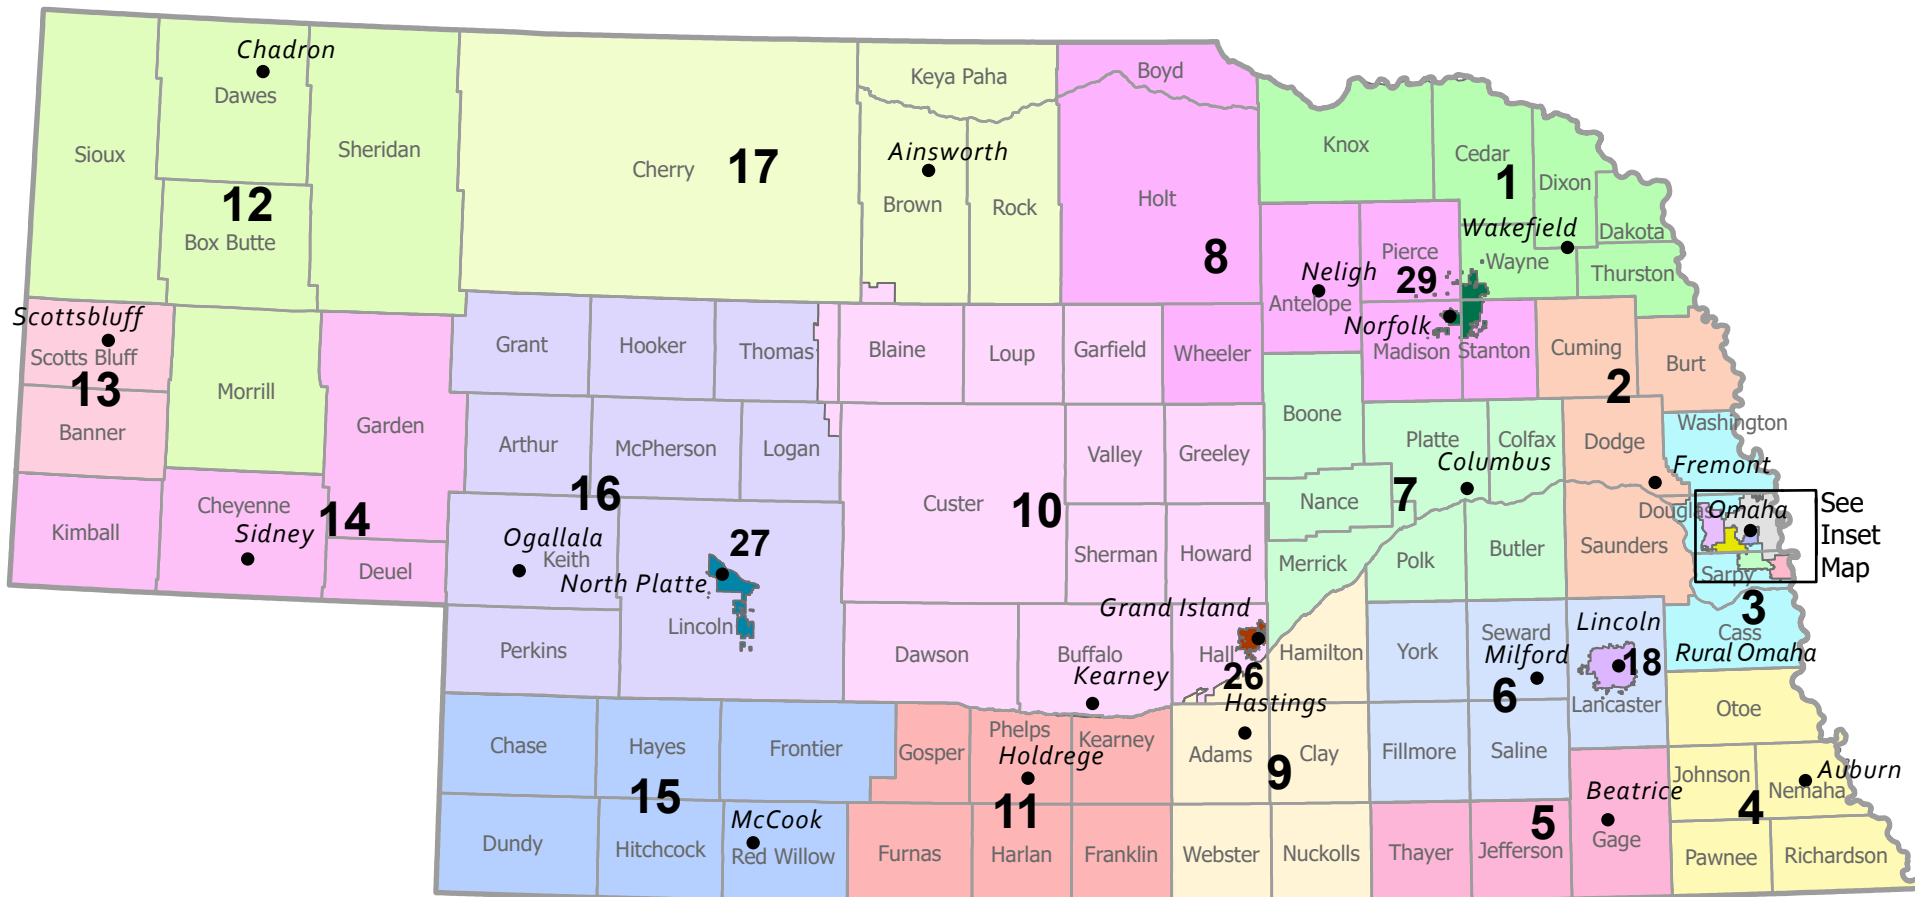 Chadron
Dawes
Sioux
Sheridan
12
Box Butte
Cherry
17
Keya Paha
Ainsworth
Brown
Rock
Boyd
Holt
8
Knox
Cedar
1
Dixon
Wakefield
Dakota
Wayne
Thurston
Pierce
29
Neligh
Antelope
Norfolk
Madison
Stanton
Scottsbluff
Scotts Bluff
13
Banner
Morrill
Garden
Kimball
Cheyenne
Sidney
14
Deuel
Grant
Hooker
Thomas
Arthur
McPherson
Logan
16
Ogallala
Keith
North Platte
27
Lincoln
Perkins
Blaine
Loup
Garfield
Wheeler
Custer
10
Valley
Greeley
Sherman
Howard
Dawson
Buffalo
Kearney
Grand Island
Hall
26
Boone
Platte
Colfax
Columbus
Nance
7
Merrick
Polk
Butler
Cuming
2
Burt
Dodge
Washington
Fremont
Saunders
Douglas
Omaha
Sarpy
See
Inset
Map
3
Cass
Rural Omaha
Hamilton
York
Seward
Milford
6
Lincoln
18
Lancaster
Fillmore
Saline
Hastings
Adams
Clay
9
Webster
Nuckolls
Chase
Hayes
Frontier
15
Dundy
Hitchcock
McCook
Red Willow
Gosper
Phelps
Kearney
Holdrege
11
Furnas
Harlan
Franklin
Thayer
Jefferson
5
Beatrice
Gage
Otoe
Johnson
Nemaha
Auburn
4
Pawnee
Richardson